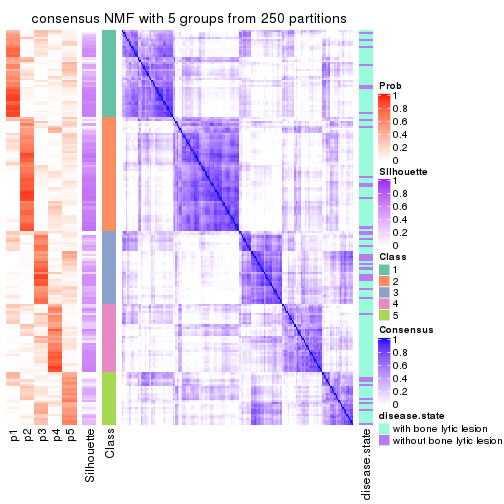 consensus NMF with 5 groups from 250 partitions
p1
p2
p3
p4
p5
Silhouette
Class
disease.state
Prob
1
0.8
0.6
0.4
0.2
0
Silhouette
1
0.8
0.6
0.4
0.2
0
Class
1
2
3
4
5
Consensus
1
0.8
0.6
0.4
0.2
0
disease.state
with bone lytic lesion
without bone lytic lesion